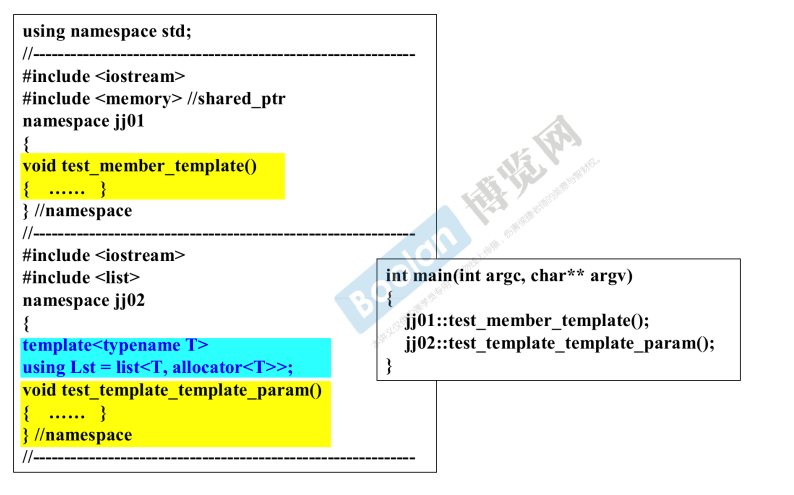 using namespace std;
//----------------------------------------------------------------
#include <iostream>
#include <memory> //shared_ptr
namespace jj01
{
void test_member_template()
{ …… }
} //namespace
//----------------------------------------------------------------
#include <iostream>
#include <list>
namespace jj02
{
template<typename T>
using Lst = list<T, allocator<T>>;
void test_template_template_param()
{ …… }
} //namespace
//----------------------------------------------------------------
int main(int argc, char** argv)
{
jj01::test_member_template();
jj02::test_template_template_param();
}
Boolan 博览网